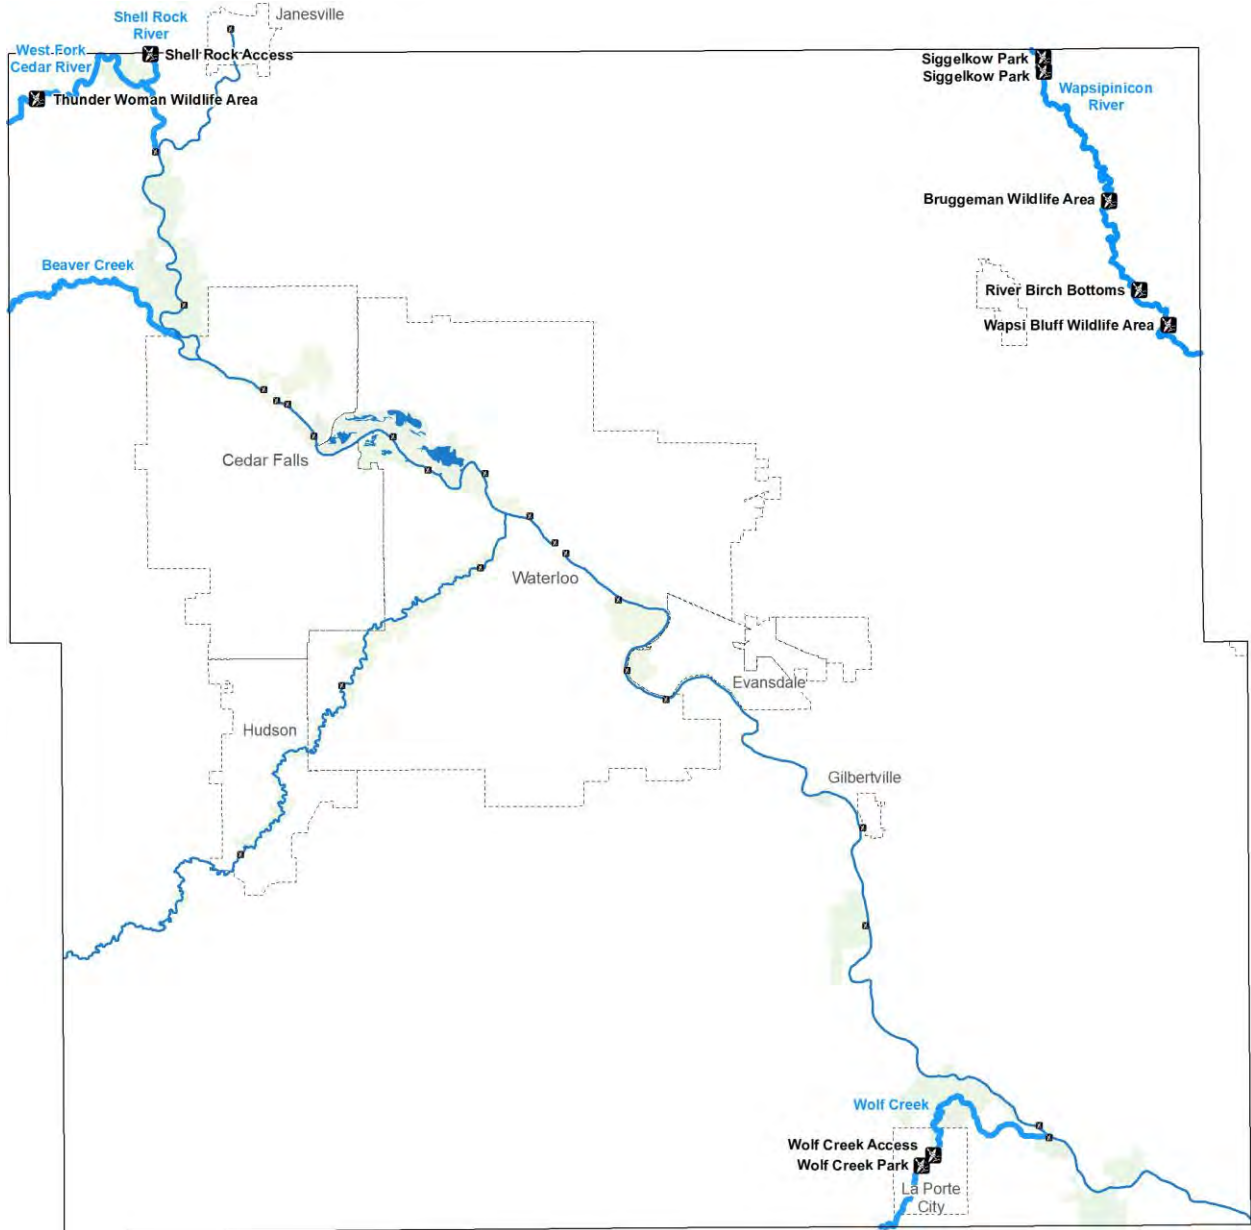 Shell Rock
River
Janesville
West Fork
Cedar River
Shell Rock Access
Thunder Woman Wildlife Area
Siggelkow Park
Siggelkow Park
Wapsipinicon
River
Bruggeman Wildlife Area
Beaver Creek
River Birch Bottoms
Wapsi Bluff Wildlife Area
Cedar Falls
Waterloo
Evansdale
Hudson
Gilbertville
Wolf Creek
Wolf Creek Access
Wolf Creek Park
La Porte
City